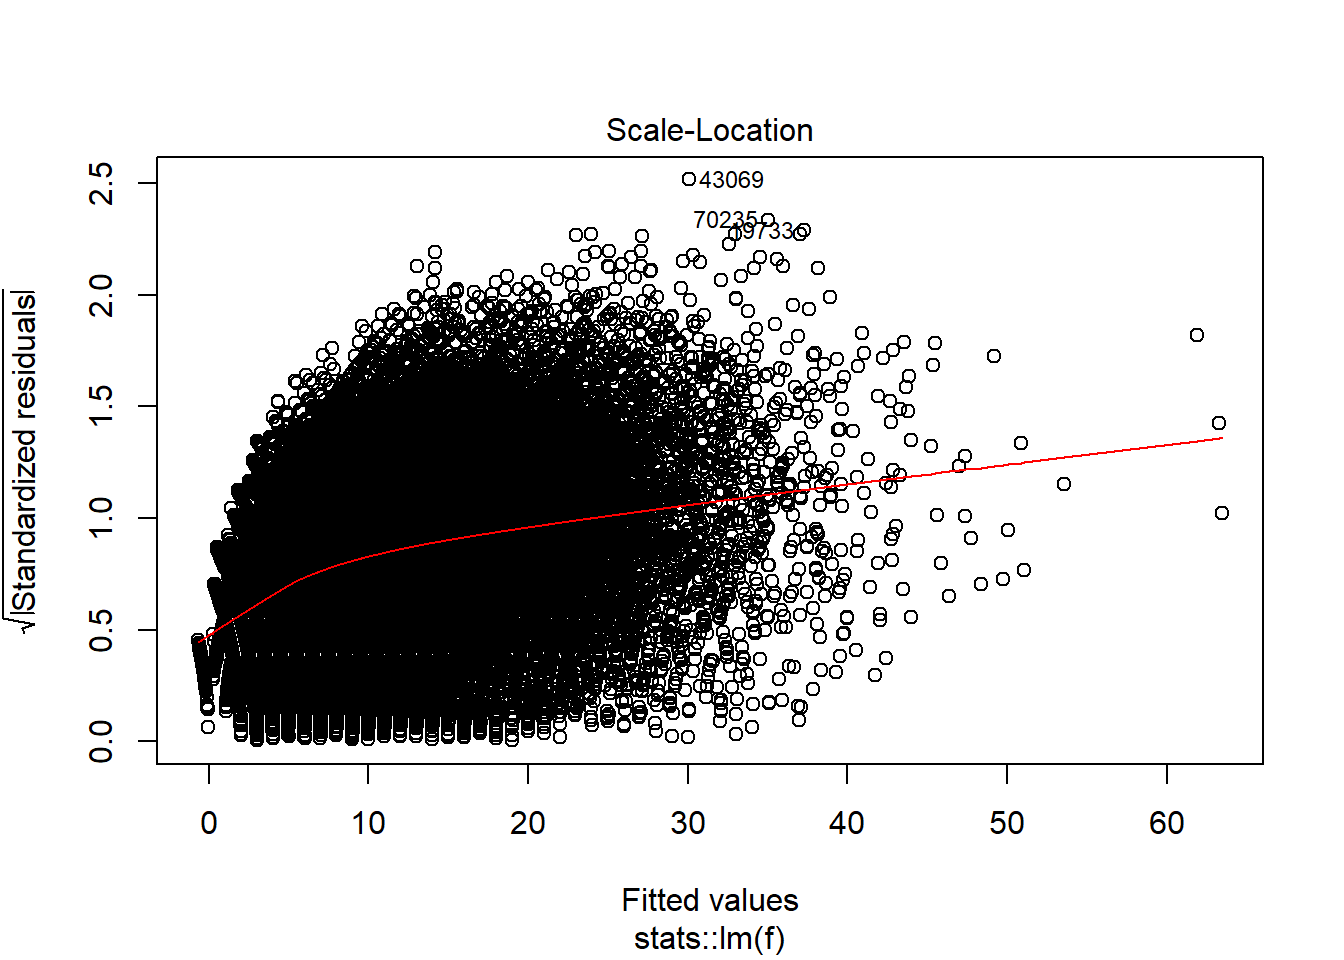 Scale-Location
√|Standardized residuals|
2.5
2.0
1.5
1.0
0.5
0.0
43069
70235
19733
0 10 20 30 40 50 60
Fitted values
stats::lm(f)